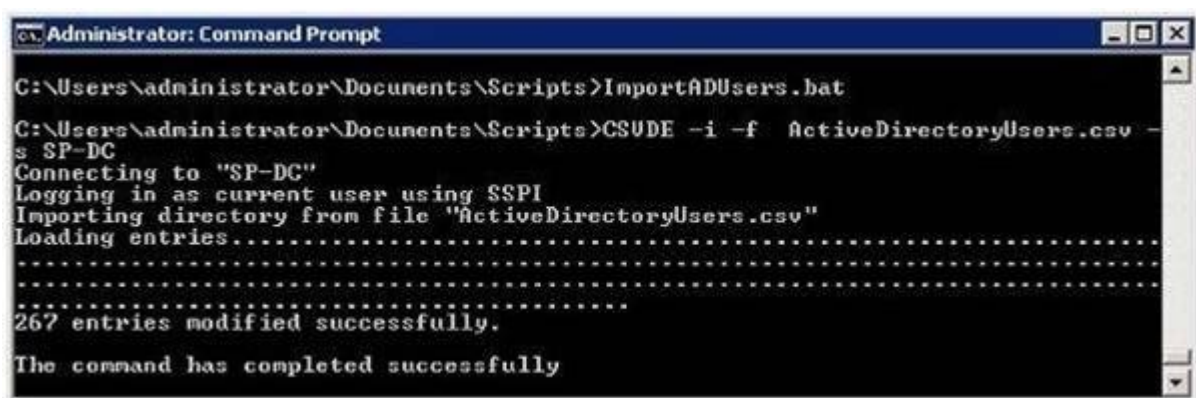 Administrator: Command Prompt
C:\Users\administrator\Documents\Scripts>ImportADUsers.bat
C:\Users\administrator\Documents\Scripts>CSVDE -i -f  ActiveDirectoryUsers.csv -
s SP-DC
Connecting to "SP-DC"
Logging in as current user using SSPI
Importing directory from file "ActiveDirectoryUsers.csv"
Loading entries..................................................................
................................................................................
................................................................................
...........................................
267 entries modified successfully.
The command has completed successfully